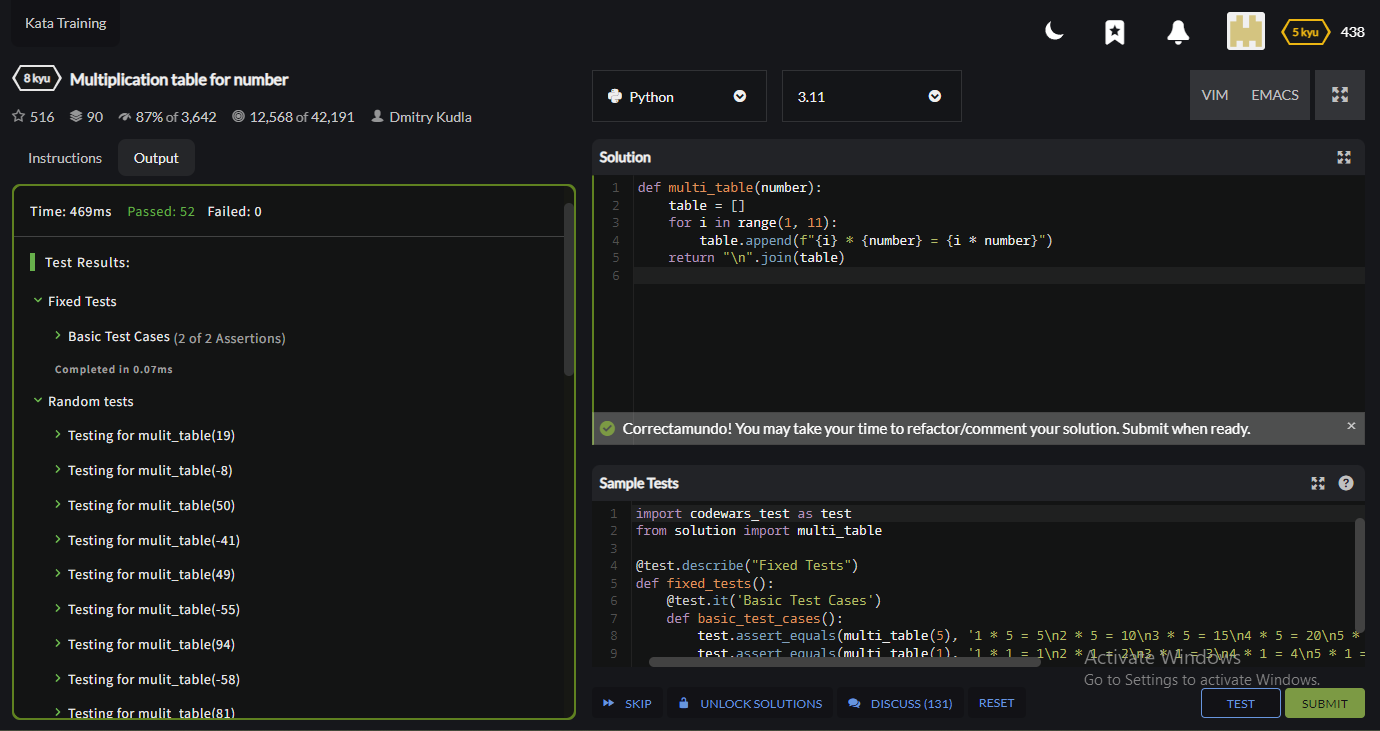 Kata Training
5 kyu 438
8 kyu Multiplication table for number
516 90 87% of 3,642 12,568 of 42,191 Dmitry Kudla
Instructions Output
Time: 469ms Passed: 52 Failed: 0
Test Results:
Fixed Tests
Basic Test Cases (2 of 2 Assertions)
Completed in 0.07ms
Random tests
Testing for mulit_table(19)
Testing for mulit_table(-8)
Testing for mulit_table(50)
Testing for mulit_table(-41)
Testing for mulit_table(49)
Testing for mulit_table(-55)
Testing for mulit_table(94)
Testing for mulit_table(-58)
Testing for mulit_table(81)
Python 3.11 VIM EMACS
Solution
1 def multi_table(number):
2     table = []
3     for i in range(1, 11):
4         table.append(f"{i} * {number} = {i * number}")
5     return "\n".join(table)
6
Correctamundo! You may take your time to refactor/comment your solution. Submit when ready. ×
Sample Tests ?
1 import codewars_test as test
2 from solution import multi_table
3
4 @test.describe("Fixed Tests")
5 def fixed_tests():
6     @test.it('Basic Test Cases')
7     def basic_test_cases():
8         test.assert_equals(multi_table(5), '1 * 5 = 5\n2 * 5 = 10\n3 * 5 = 15\n4 * 5 = 20\n5 *
9         test.assert_equals(multi_table(1), '1 * 1 = 1\n2 * 1 = 2\n3 * 1 = 3\n4 * 1 = 4\n5 * 1 =
Activate Windows
Go to Settings to activate Windows.
SKIP UNLOCK SOLUTIONS DISCUSS (131) RESET TEST SUBMIT